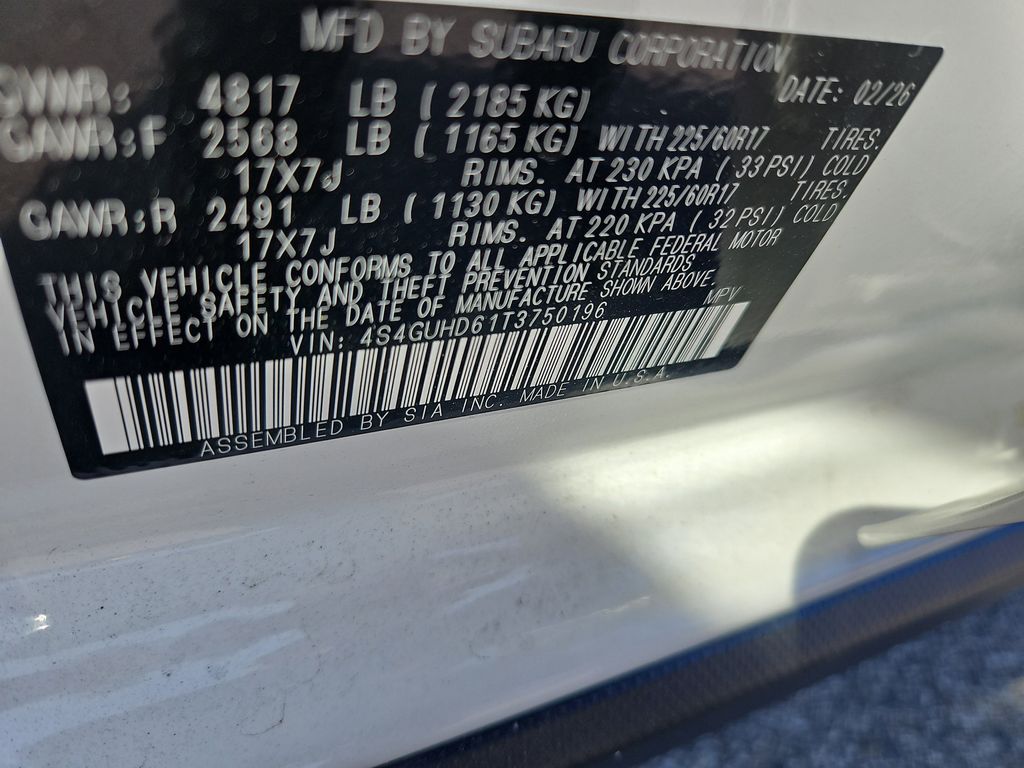 MFD BY SUBARU CORPORATION
GVWR: 4817 LB ( 2185 KG) DATE: 02/26
GAWR:F 2568 LB ( 1165 KG) WITH 225/60R17 TIRES.
17X7J RIMS. AT 230 KPA ( 33 PSI) COLD
GAWR:R 2491 LB ( 1130 KG) WITH 225/60R17 TIRES.
17X7J RIMS. AT 220 KPA ( 32 PSI) COLD
THIS VEHICLE CONFORMS TO ALL APPLICABLE FEDERAL MOTOR
VEHICLE SAFETY AND THEFT PREVENTION STANDARDS
IN EFFECT ON THE DATE OF MANUFACTURE SHOWN ABOVE.
VIN: 4S4GUHD61T3750196 MPV
ASSEMBLED BY SIA INC. MADE IN U.S.A.